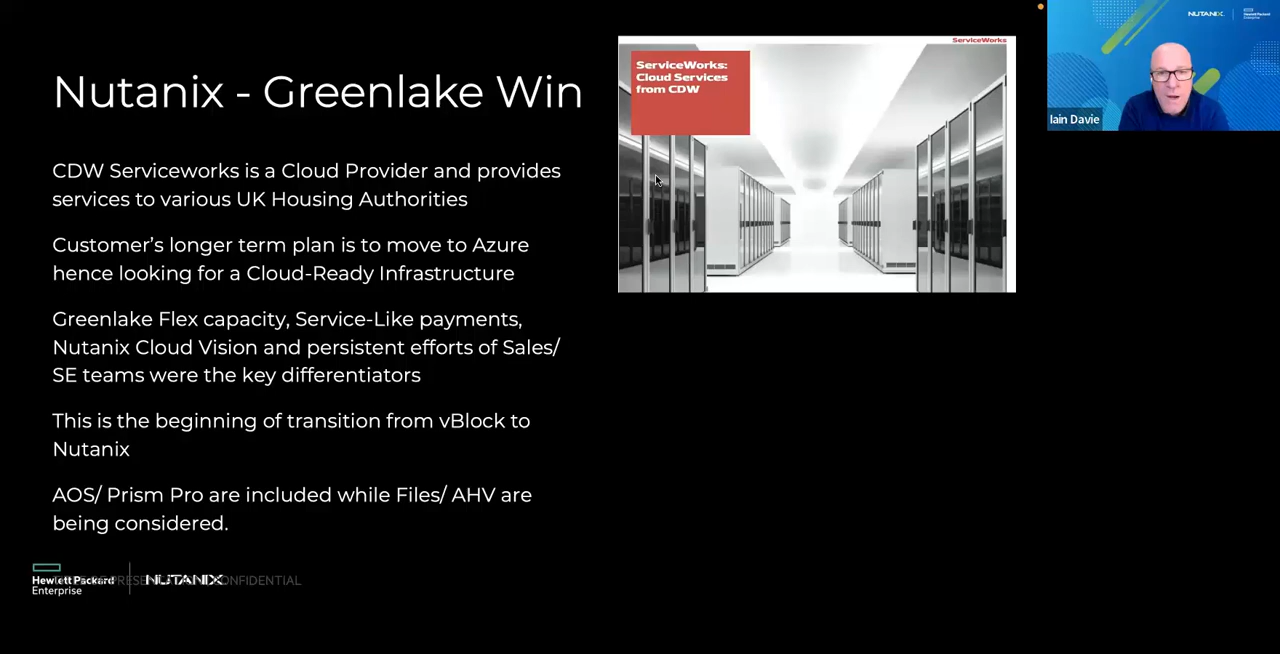 Nutanix - Greenlake Win
CDW Serviceworks is a Cloud Provider and provides
services to various UK Housing Authorities
Customer's longer term plan is to move to Azure
hence looking for a Cloud-Ready Infrastructure
Greenlake Flex capacity, Service-Like payments,
Nutanix Cloud Vision and persistent efforts of Sales/
SE teams were the key differentiators
This is the beginning of transition from vBlock to
Nutanix
AOS/ Prism Pro are included while Files/ AHV are
being considered.
Hewlett Packard
Enterprise
NUTANIX
CONFIDENTIAL
ServiceWorks
ServiceWorks:
Cloud Services
from CDW
NUTANIX
Hewlett Packard
Enterprise
Iain Davie